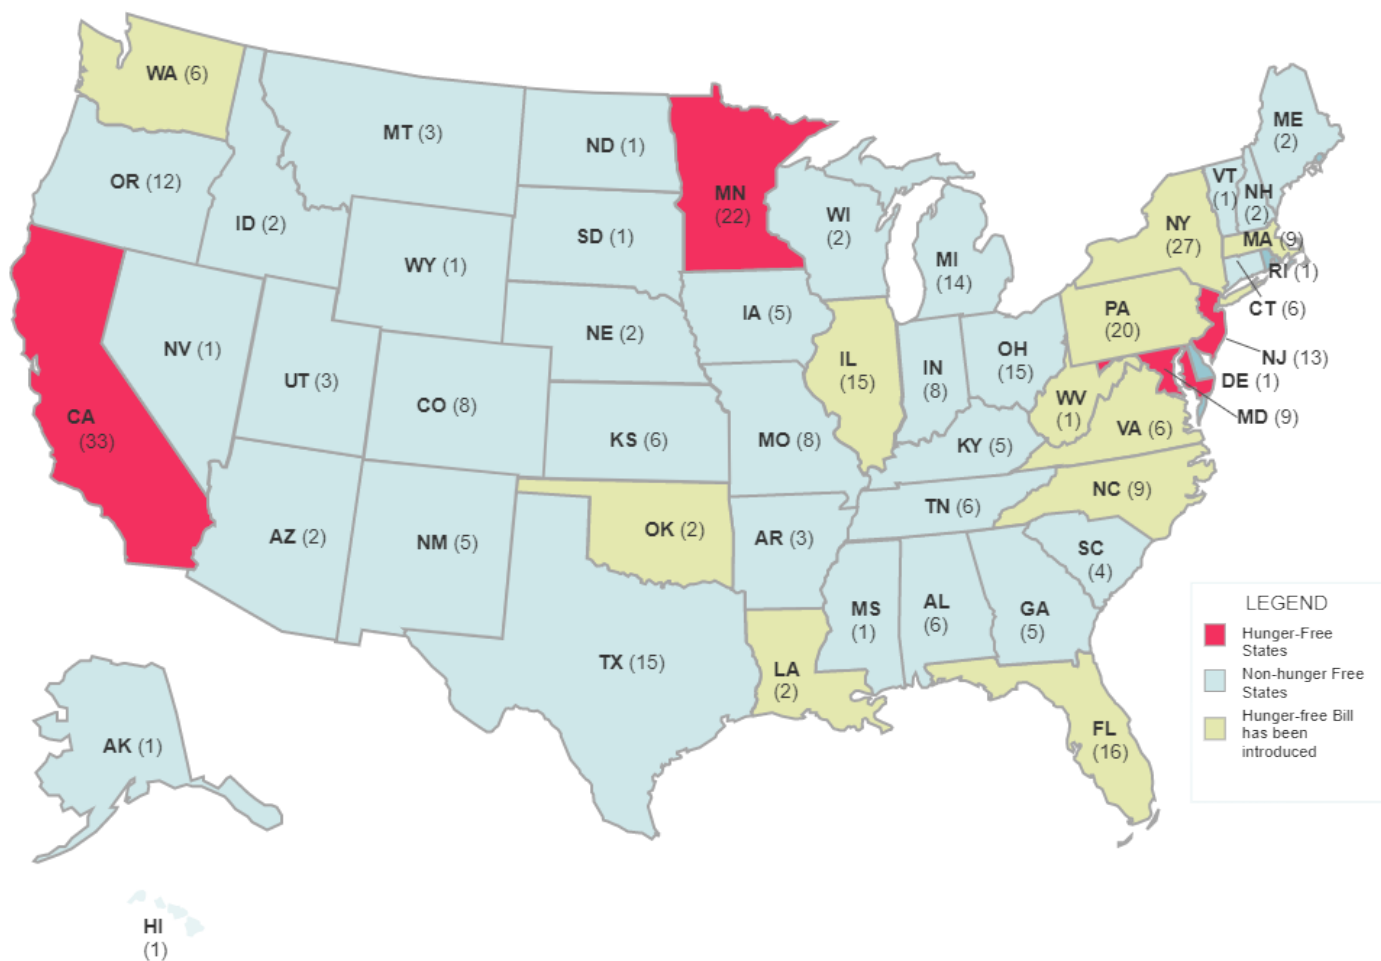 WA (6)
MT (3)
ND (1)
MN
(22)
ME
(2)
OR (12)
ID (2)
SD (1)
WI
(2)
VT
(1)
NH
(2)
NY
(27)
MA (9)
WY (1)
MI
(14)
RI (1)
CT (6)
IA (5)
PA
(20)
NE (2)
NV (1)
UT (3)
IL
(15)
IN
(8)
OH
(15)
NJ (13)
DE (1)
CA
(33)
CO (8)
WV
(1)
MD (9)
KS (6)
MO (8)
KY (5)
VA (6)
NC (9)
AZ (2)
NM (5)
OK (2)
AR (3)
TN (6)
SC
(4)
MS
(1)
AL
(6)
GA
(5)
TX (15)
LA
(2)
FL
(16)
AK (1)
HI
(1)
LEGEND
Hunger-Free
States
Non-hunger Free
States
Hunger-free Bill
has been
introduced